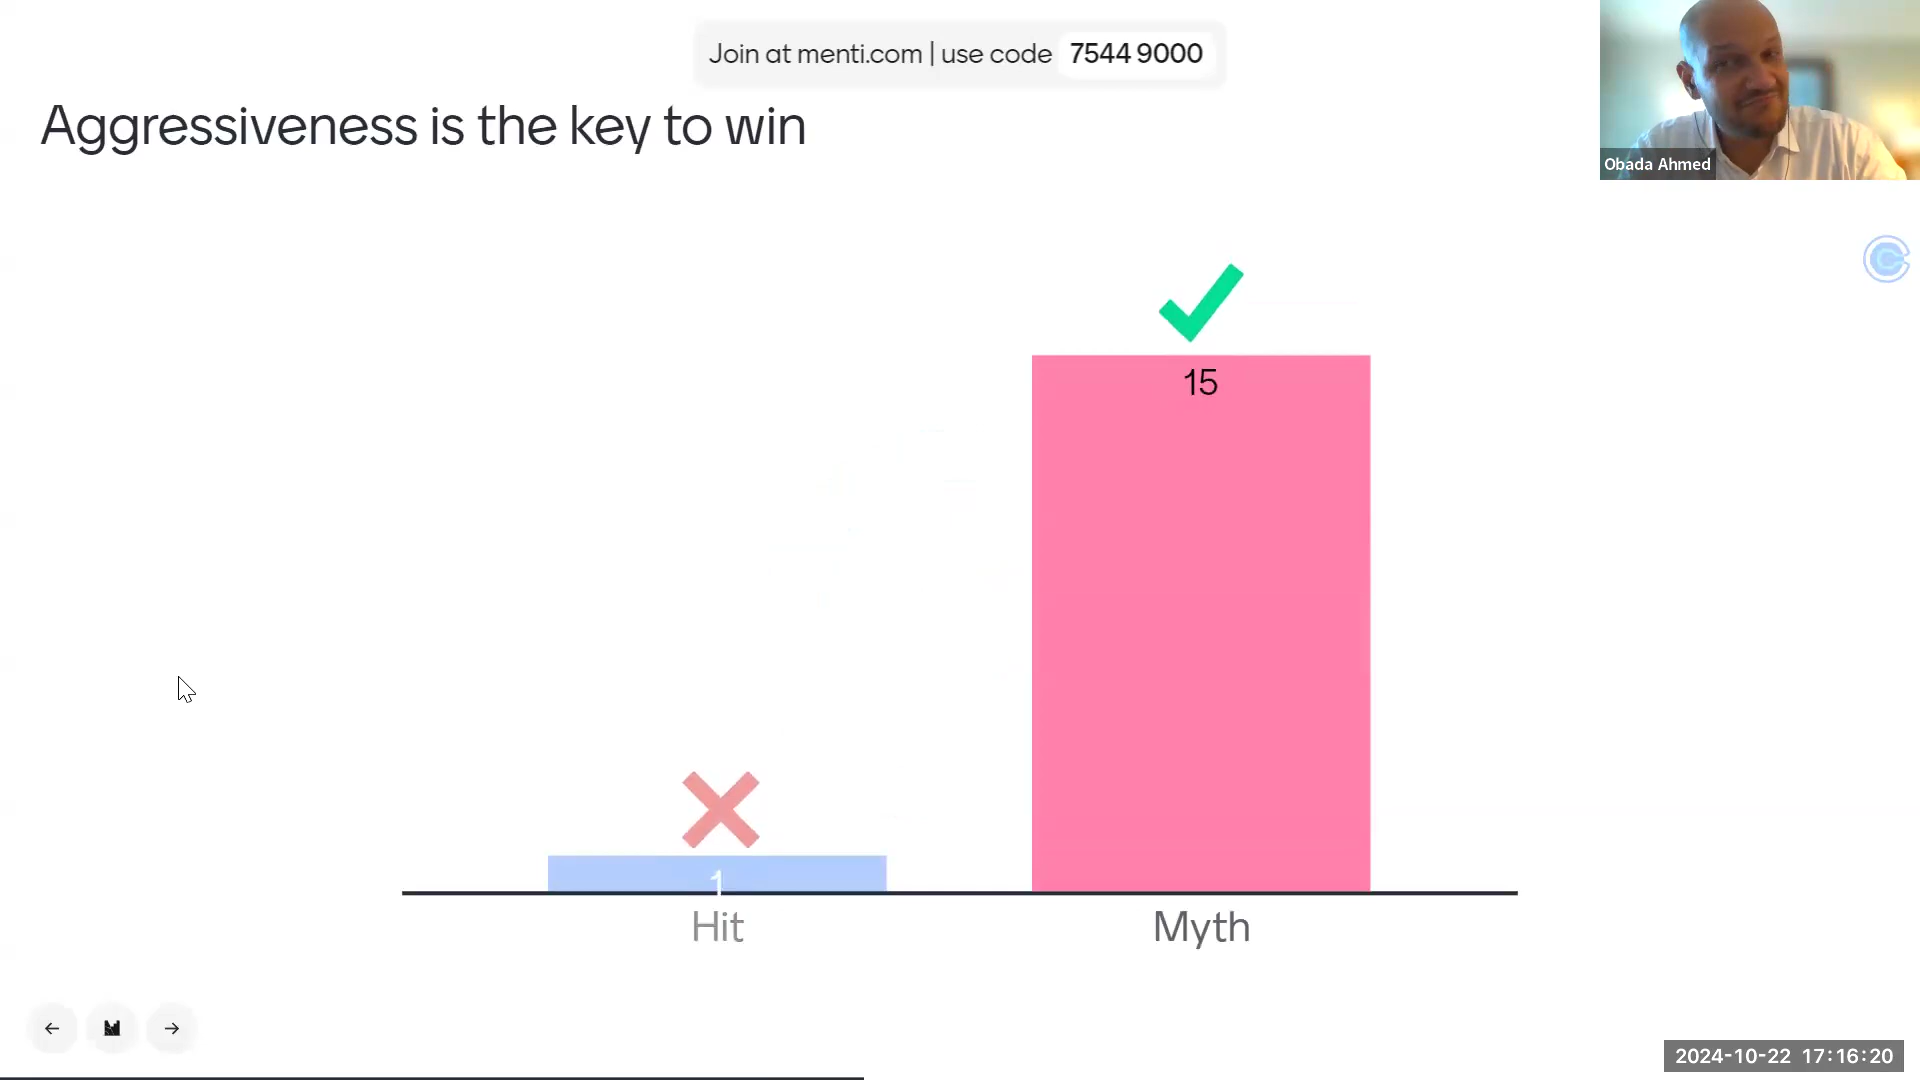 Join at menti.com | use code 7544 9000
Aggressiveness is the key to win
Obada Ahmed
15
1
Hit
Myth
2024-10-22 17:16:20